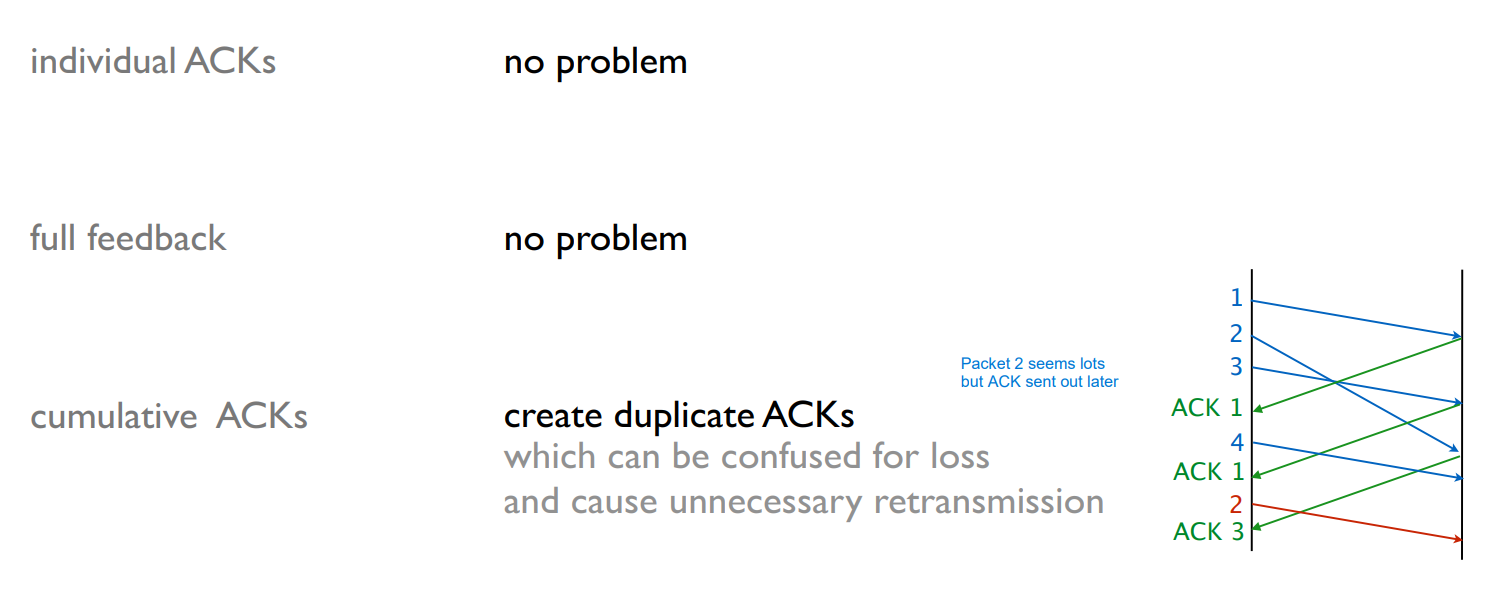 individual ACKs
no problem
full feedback
no problem
cumulative ACKs
create duplicate ACKs
which can be confused for loss
and cause unnecessary retransmission
Packet 2 seems lots
but ACK sent out later
1
2
3
ACK 1
4
ACK 1
2
ACK 3